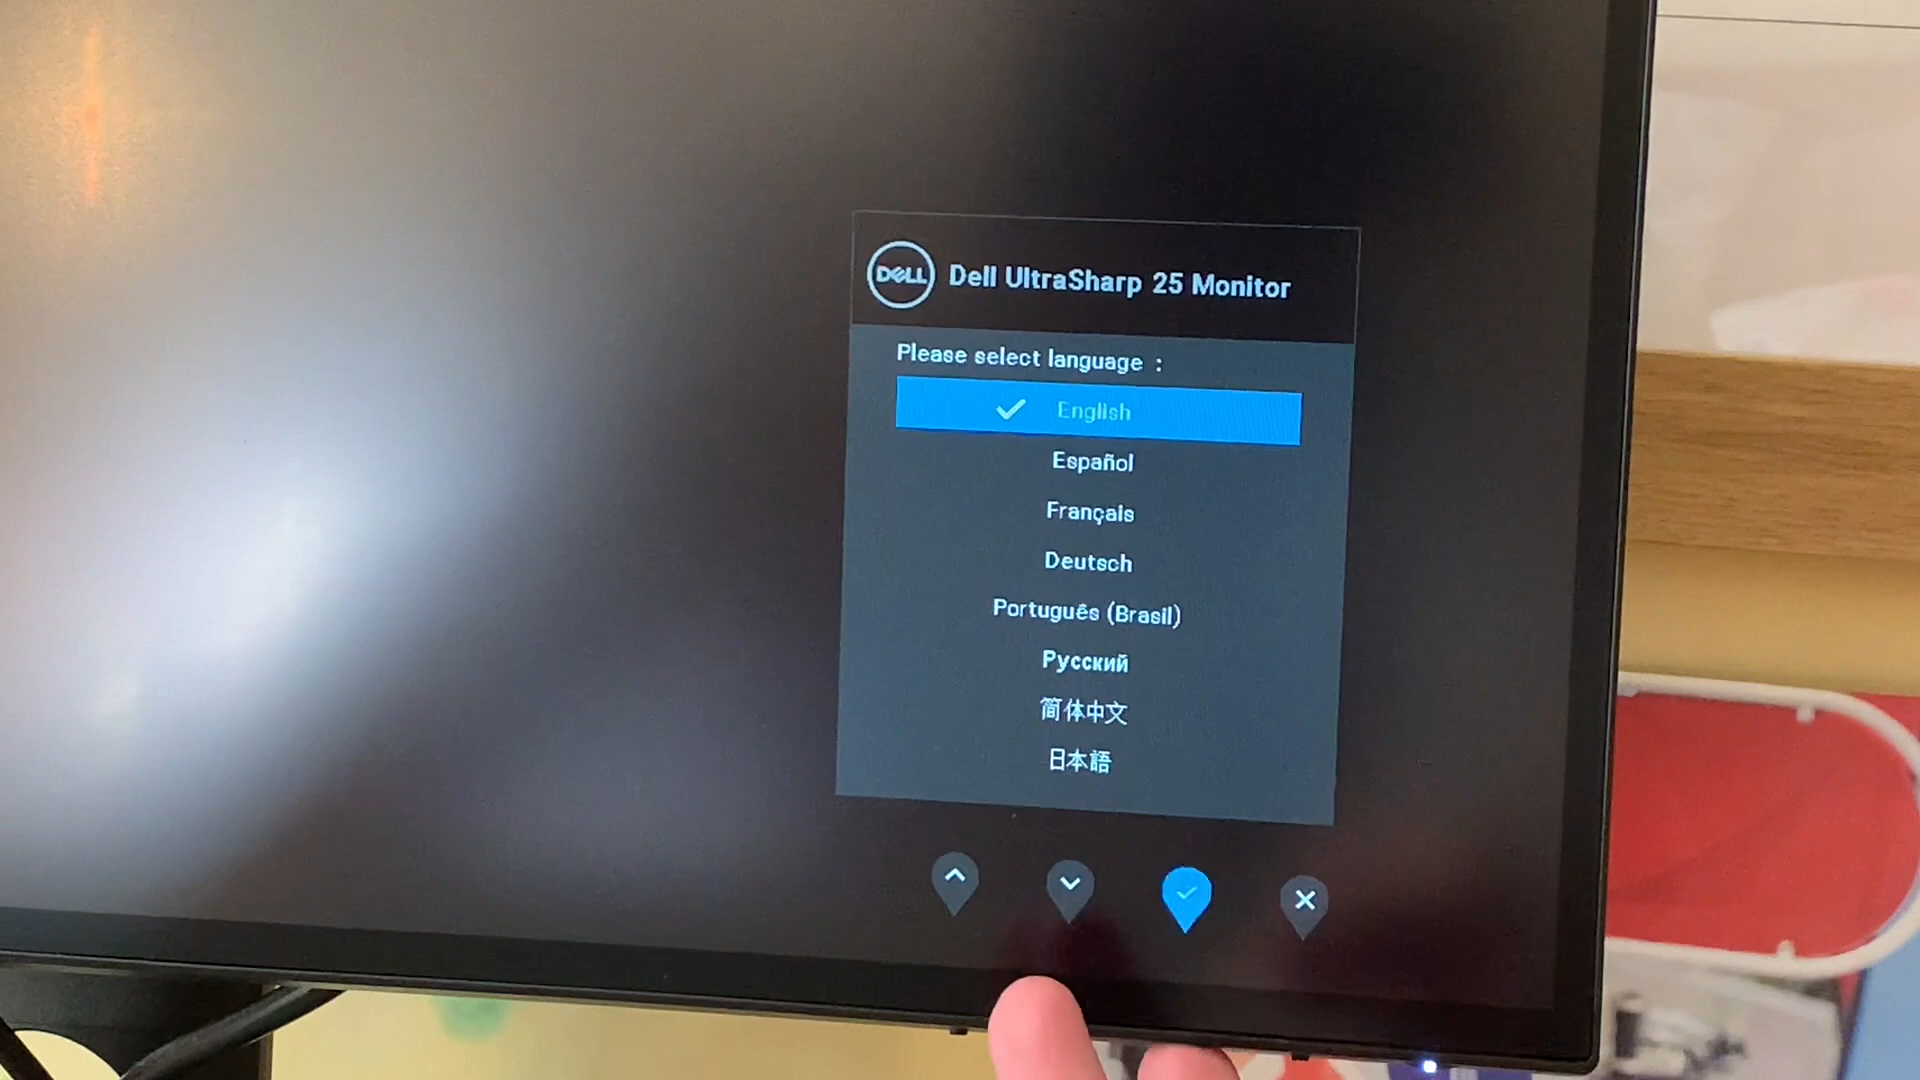 DELL Dell UltraSharp 25 Monitor
Please select language :
English
Español
Français
Deutsch
Português (Brasil)
Русский
简体中文
日本語